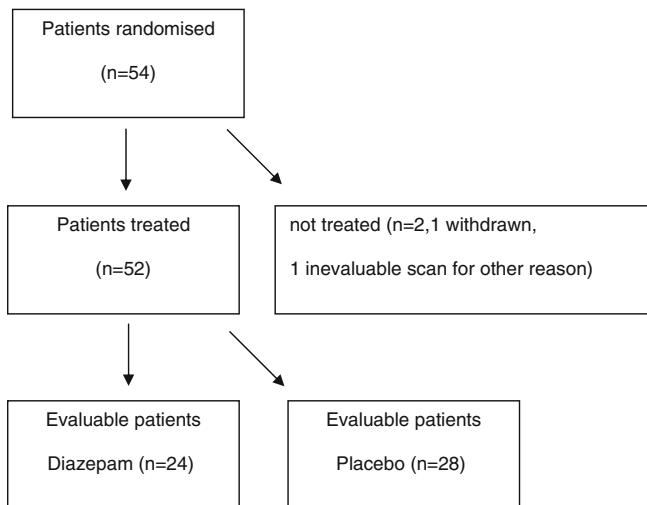 Patients randomised
(n=54)
Patients treated
(n=52)
not treated (n=2,1 withdrawn,
1 inevaluable scan for other reason)
Evaluable patients
Diazepam (n=24)
Evaluable patients
Placebo (n=28)